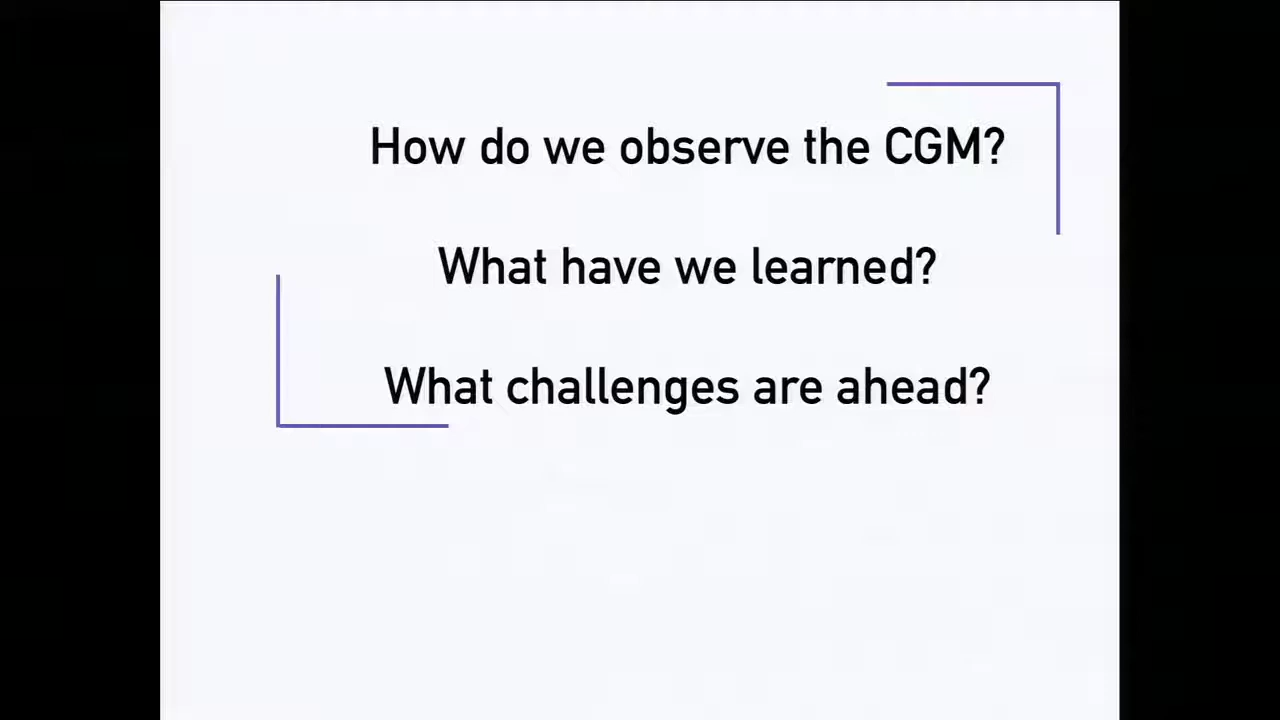 How do we observe the CGM?
What have we learned?
What challenges are ahead?